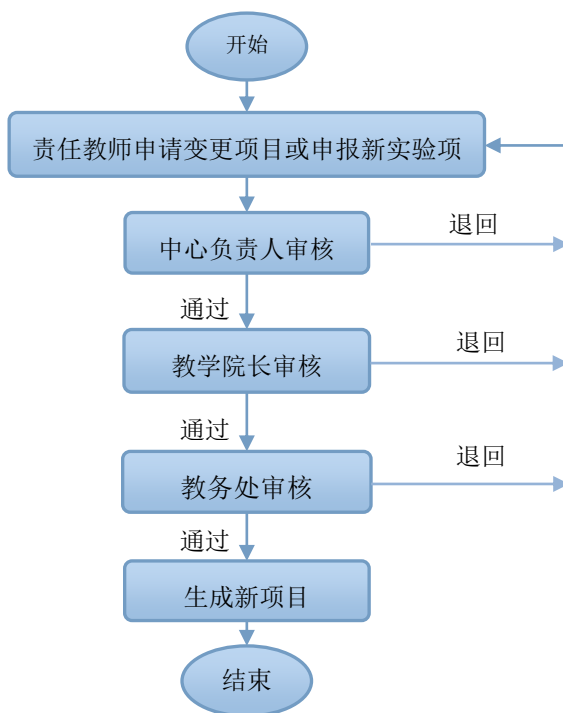 开始
责任教师申请变更项目或申报新实验项
中心负责人审核
退回
通过
教学院长审核
退回
通过
教务处审核
退回
通过
生成新项目
结束